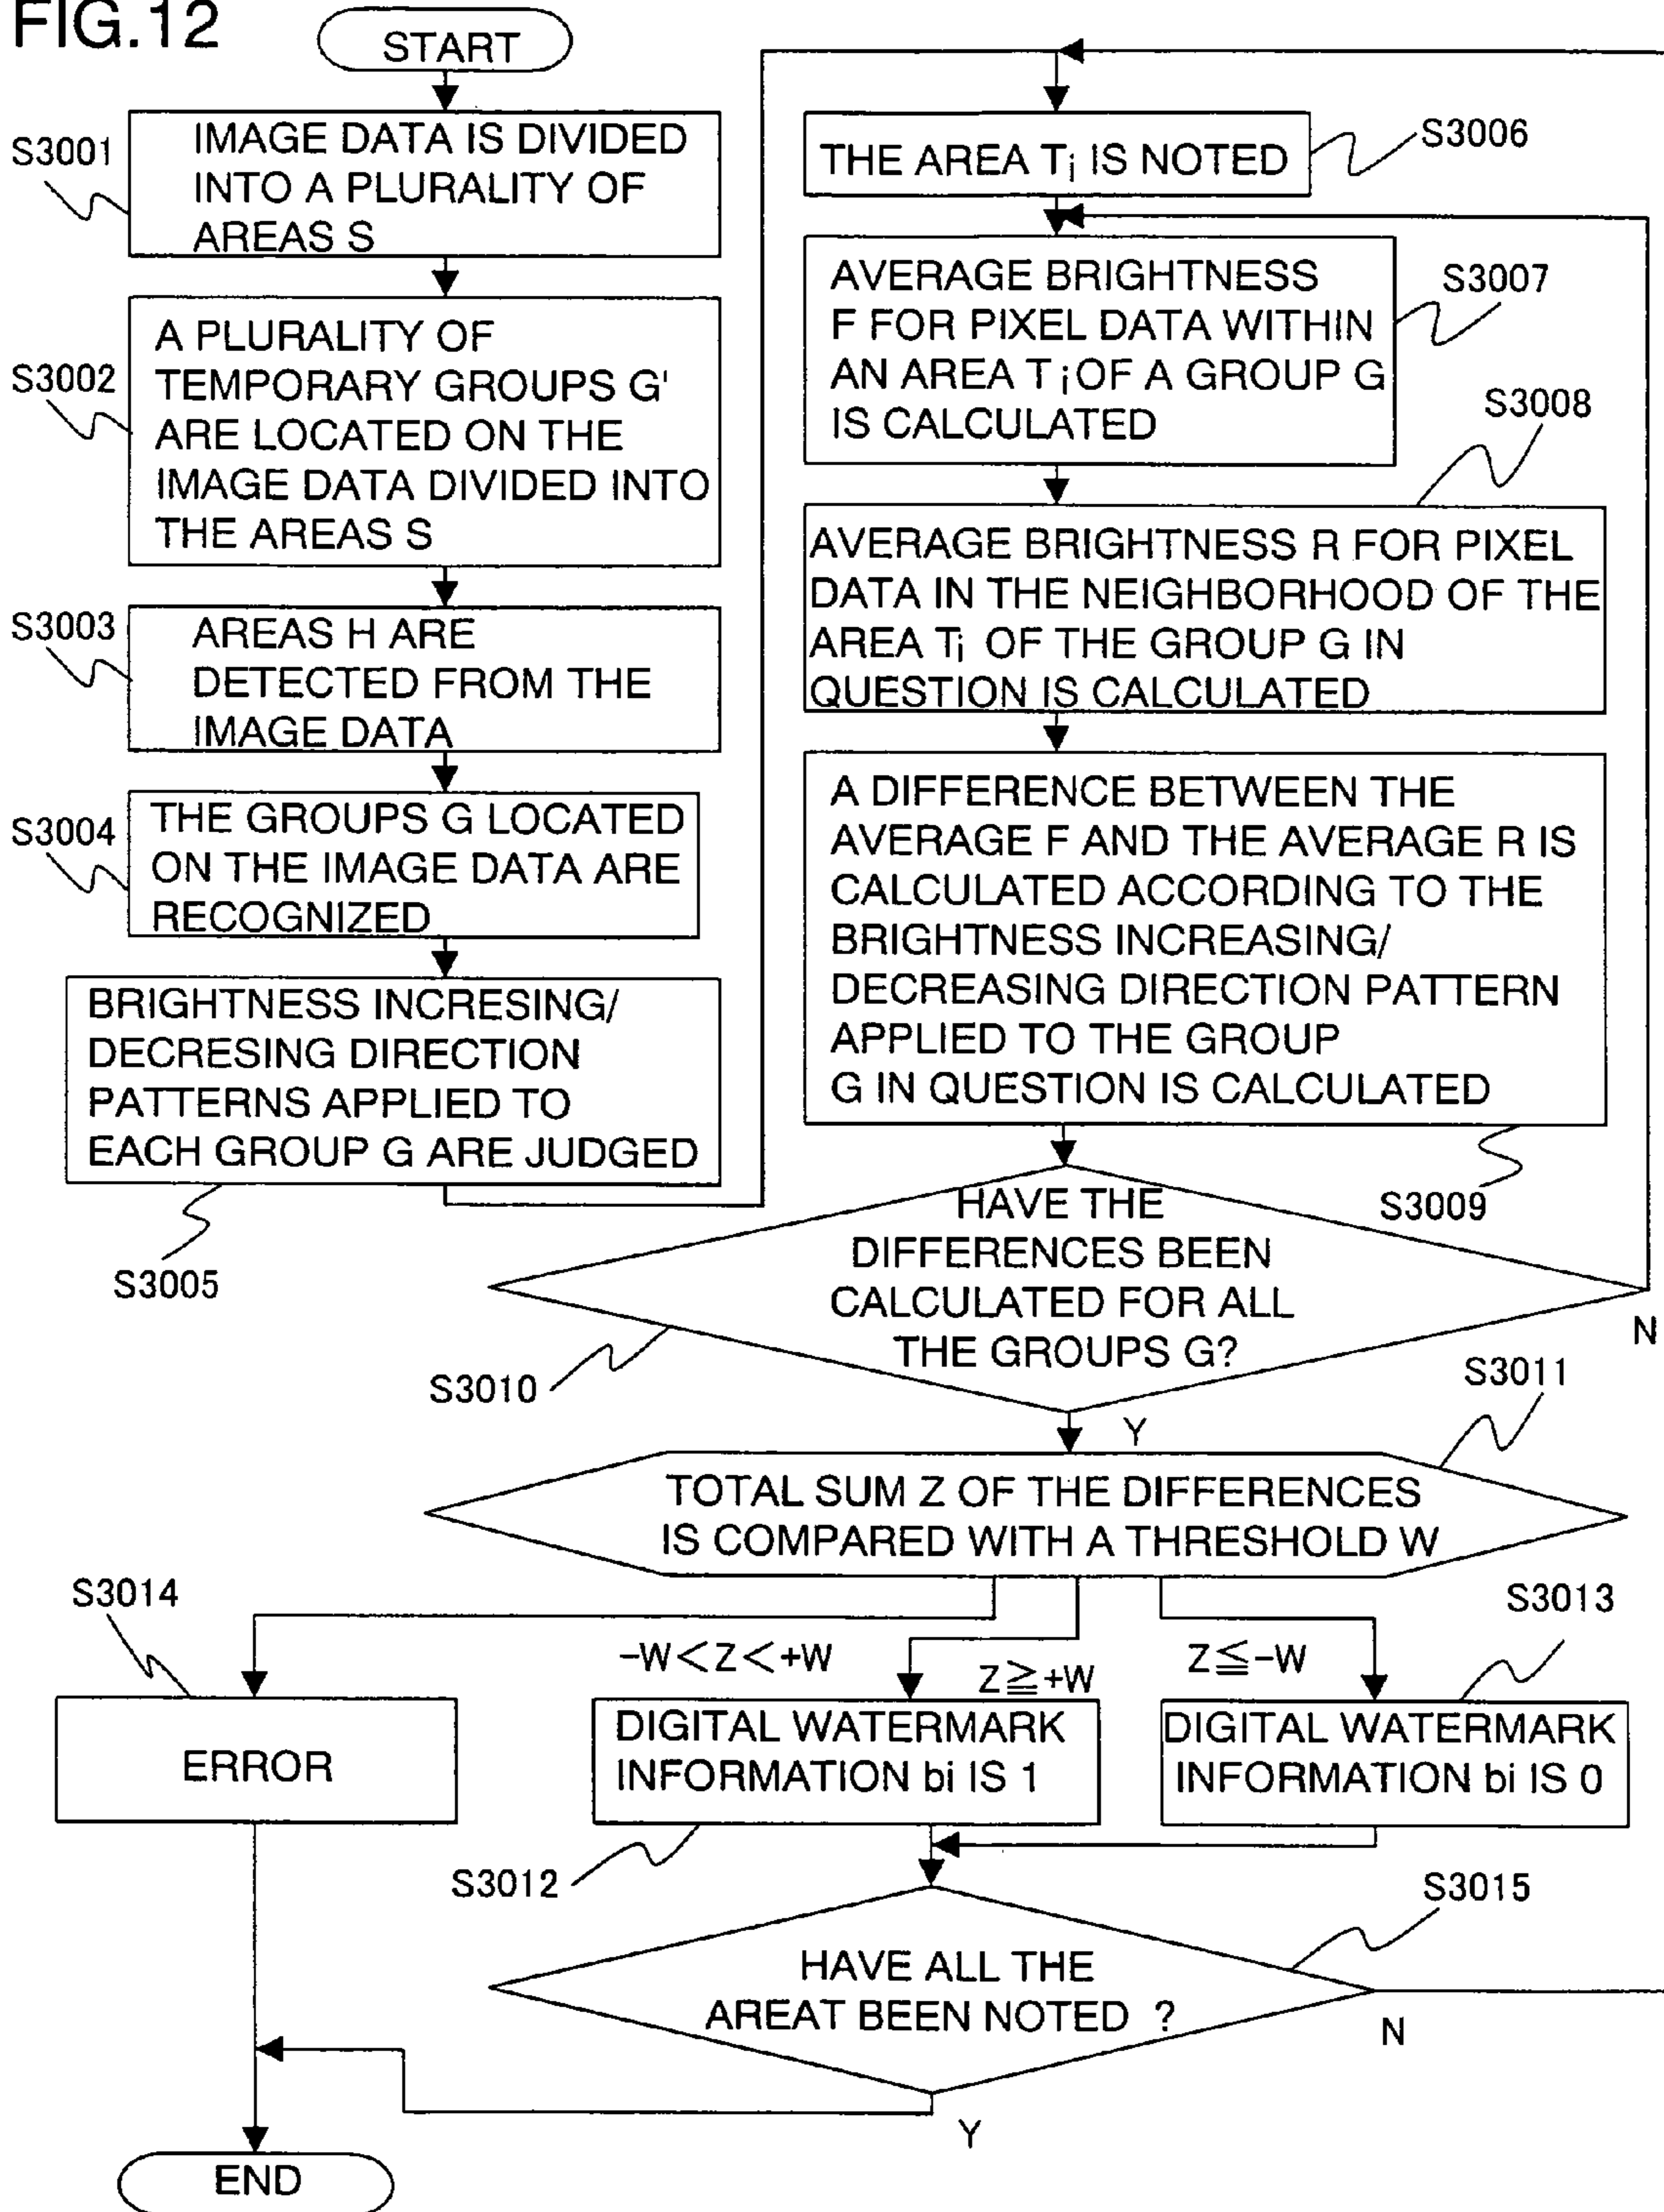 FIG.12
START
S3001
IMAGE DATA IS DIVIDED
INTO A PLURALITY OF
AREAS S
S3002
A PLURALITY OF
TEMPORARY GROUPS G'
ARE LOCATED ON THE
IMAGE DATA DIVIDED INTO
THE AREAS S
S3003
AREAS H ARE
DETECTED FROM THE
IMAGE DATA
S3004
THE GROUPS G LOCATED
ON THE IMAGE DATA ARE
RECOGNIZED
BRIGHTNESS INCRESING/
DECRESING DIRECTION
PATTERNS APPLIED TO
EACH GROUP G ARE JUDGED
S3005
THE AREA Ti IS NOTED
S3006
AVERAGE BRIGHTNESS
F FOR PIXEL DATA WITHIN
AN AREA T i OF A GROUP G
IS CALCULATED
S3007
S3008
AVERAGE BRIGHTNESS R FOR PIXEL
DATA IN THE NEIGHBORHOOD OF THE
AREA Ti OF THE GROUP G IN
QUESTION IS CALCULATED
A DIFFERENCE BETWEEN THE
AVERAGE F AND THE AVERAGE R IS
CALCULATED ACCORDING TO THE
BRIGHTNESS INCREASING/
DECREASING DIRECTION PATTERN
APPLIED TO THE GROUP
G IN QUESTION IS CALCULATED
S3009
HAVE THE
DIFFERENCES BEEN
CALCULATED FOR ALL
THE GROUPS G?
N
S3010
Y
S3011
TOTAL SUM Z OF THE DIFFERENCES
IS COMPARED WITH A THRESHOLD W
S3014
S3013
-W<Z<+W
Z≧+W
Z≦-W
ERROR
DIGITAL WATERMARK
INFORMATION bi IS 1
DIGITAL WATERMARK
INFORMATION bi IS 0
S3012
S3015
HAVE ALL THE
AREAT BEEN NOTED ?
N
Y
END